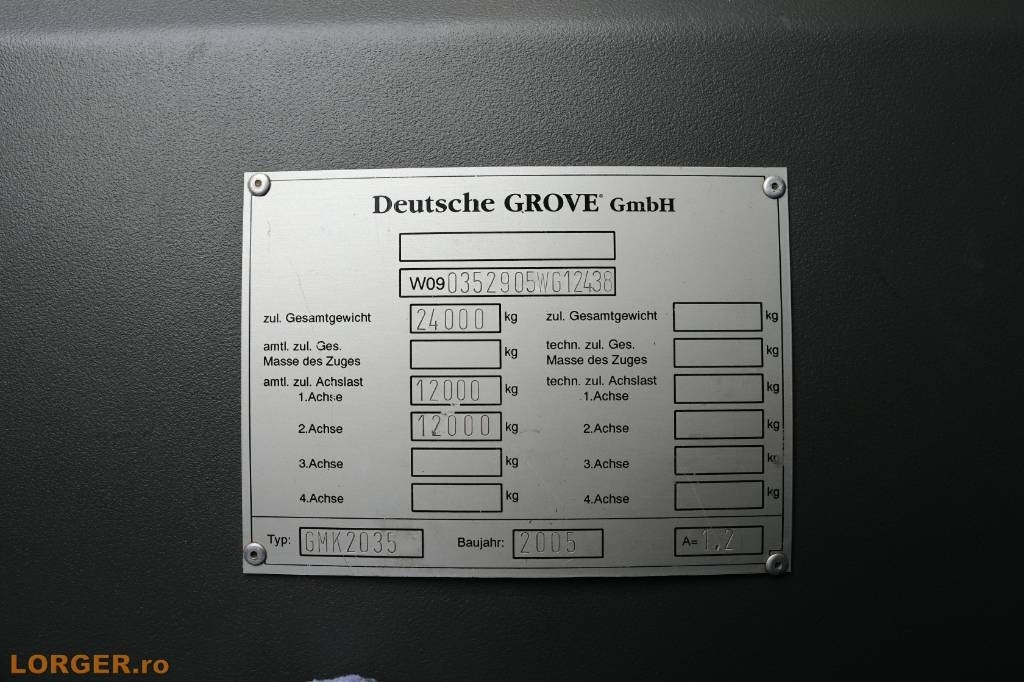 Deutsche GROVE® GmbH
W090352905WG12438
zul. Gesamtgewicht 24000 kg zul. Gesamtgewicht kg
amtl. zul. Ges.
Masse des Zuges kg techn. zul. Ges.
Masse des Zuges kg
amtl. zul. Achslast
1.Achse 12000 kg techn. zul. Achslast
1.Achse kg
2.Achse 12000 kg 2.Achse kg
3.Achse kg 3.Achse kg
4.Achse kg 4.Achse kg
Typ: GMK2035 Baujahr: 2005 A= 1,2
LORGER.ro